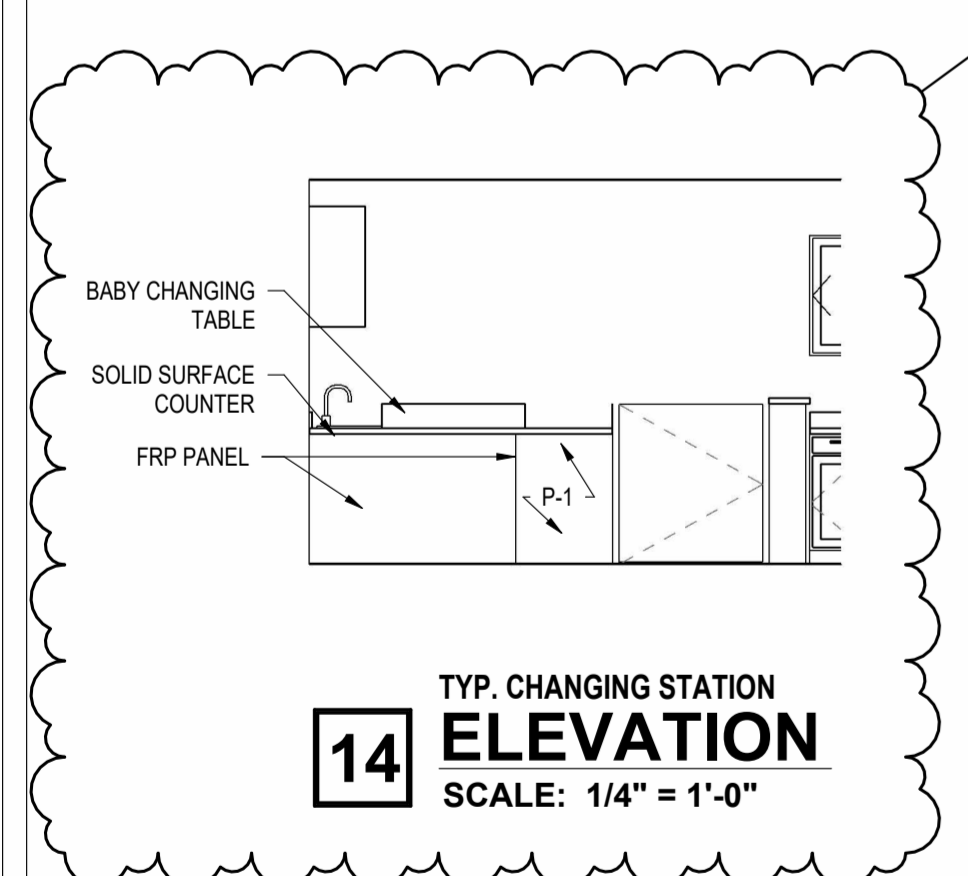 BABY CHANGING
TABLE
SOLID SURFACE
COUNTER
FRP PANEL
P-1
14
TYP. CHANGING STATION
ELEVATION
SCALE: 1/4" = 1'-0"